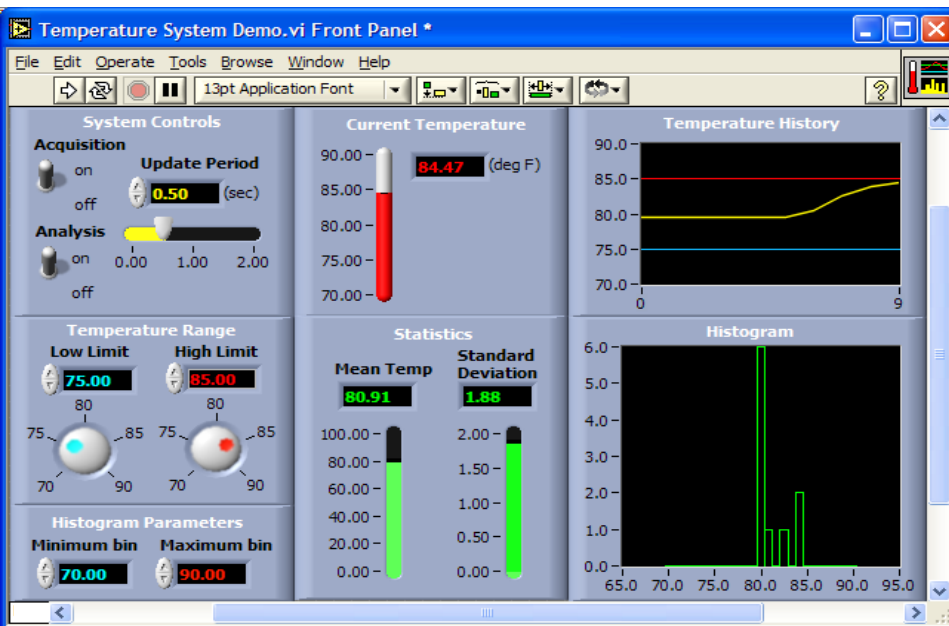 Temperature System Demo.vi Front Panel *
File Edit Operate Tools Browse Window Help
13pt Application Font
?
System Controls
Acquisition
on
off
Update Period
0.50 (sec)
Analysis
on
off
0.00 1.00 2.00
Current Temperature
90.00
85.00
80.00
75.00
70.00
84.47 (deg F)
Temperature History
90.0
85.0
80.0
75.0
70.0
0 9
Temperature Range
Low Limit High Limit
75.00 85.00
80 80
75 85 75 85
70 90 70 90
Statistics
Mean Temp
Standard
Deviation
80.91 1.88
100.00
80.00
60.00
40.00
20.00
0.00
2.00
1.50
1.00
0.50
0.00
Histogram
6.0
5.0
4.0
3.0
2.0
1.0
0.0
65.0 70.0 75.0 80.0 85.0 90.0 95.0
Histogram Parameters
Minimum bin Maximum bin
70.00 90.00